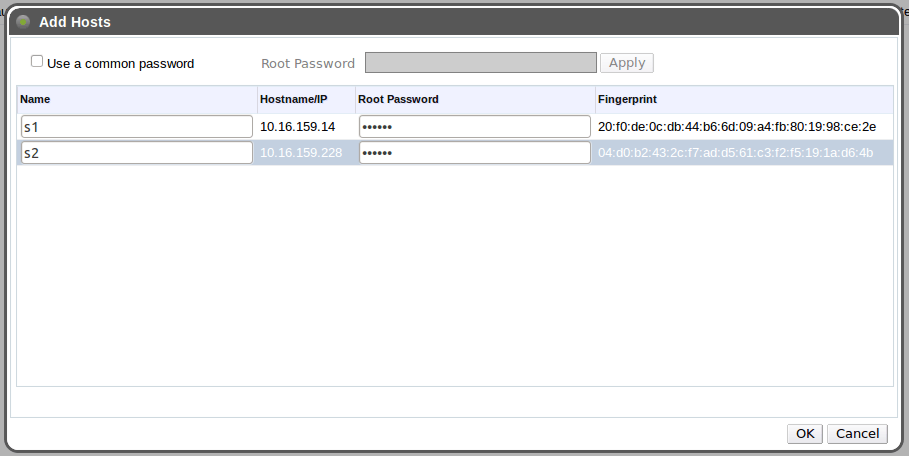 Add Hosts
Use a common password Root Password Apply
Name Hostname/IP Root Password Fingerprint
s1 10.16.159.14 •••••• 20:f0:de:0c:db:44:b6:6d:09:a4:fb:80:19:98:ce:2e
s2 10.16.159.228 •••••• 04:d0:b2:43:2c:f7:ad:d5:61:c3:f2:f5:19:1a:d6:4b
OK Cancel